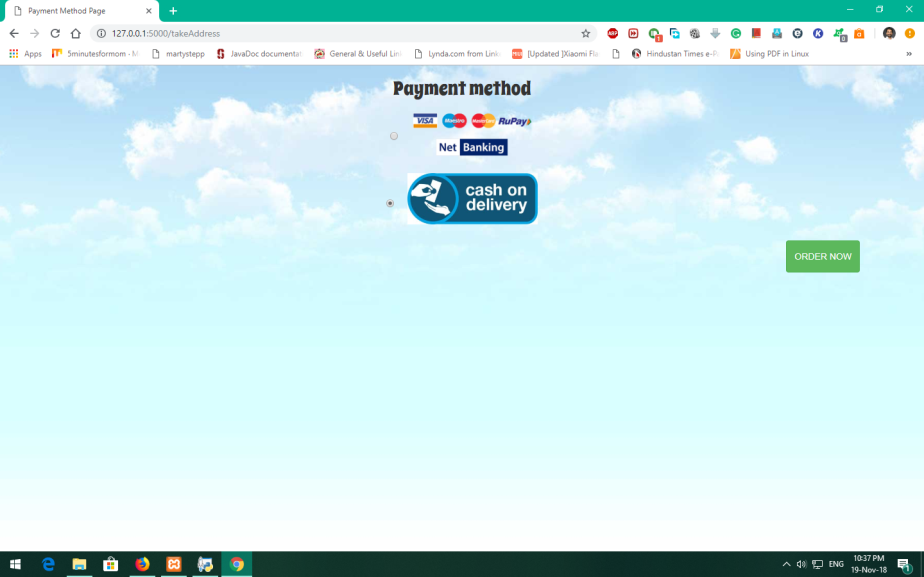 Payment Method Page
127.0.0.1:5000/takeAddress
Apps 5minutesformom - M martystepp JavaDoc documentat General & Useful Lin Lynda.com from Link [Updated ]Xiaomi Fla Hindustan Times e-P Using PDF in Linux »
Payment method
VISA Maestro MasterCard RuPay
Net Banking
cash on
delivery
ORDER NOW
10:37 PM
ENG
19-Nov-18